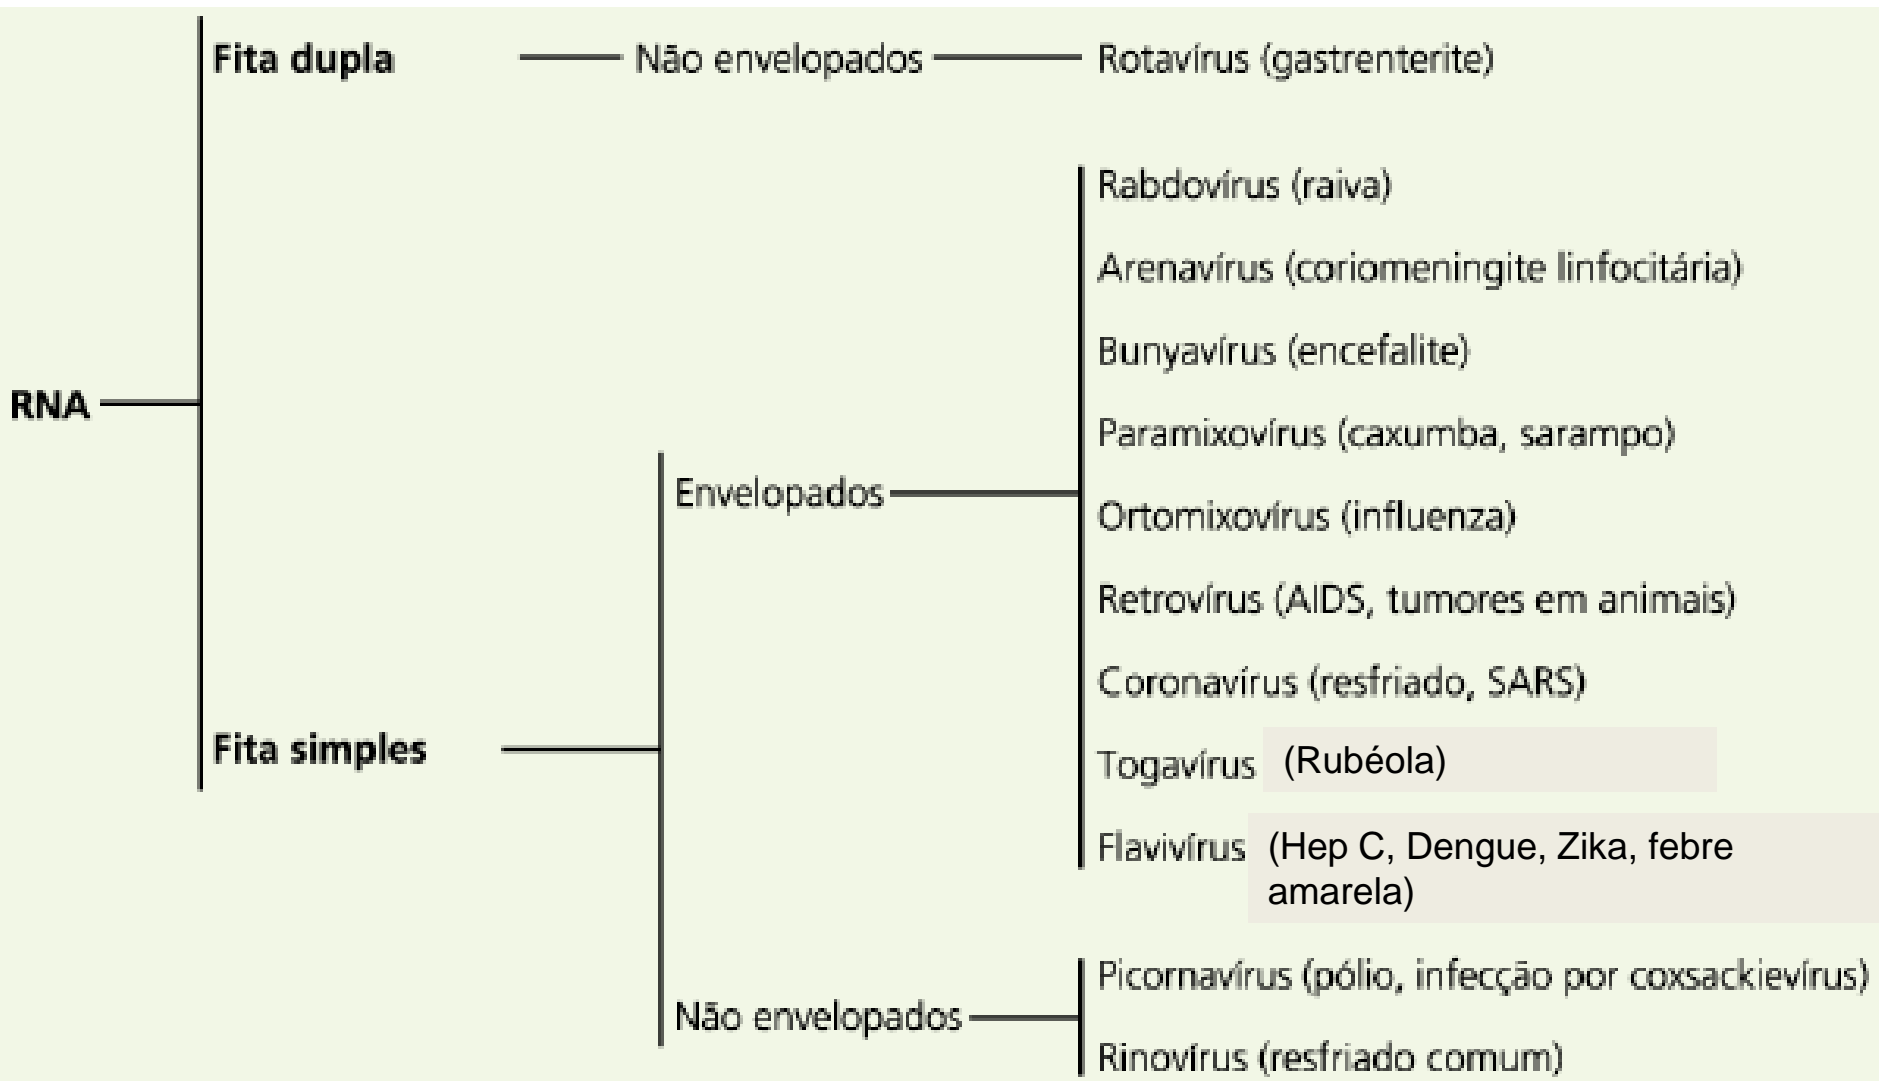 Fita dupla
Não envelopados
Rotavírus (gastrenterite)
Rabdovírus (raiva)
Arenavírus (coriomeningite linfocitária)
Bunyavírus (encefalite)
RNA
Paramixovírus (caxumba, sarampo)
Envelopados
Ortomixovírus (influenza)
Retrovírus (AIDS, tumores em animais)
Coronavírus (resfriado, SARS)
Fita simples
Togavírus (Rubéola)
Flavivírus (Hep C, Dengue, Zika, febre
amarela)
Picornavírus (pólio, infecção por coxsackievírus)
Não envelopados
Rinovírus (resfriado comum)